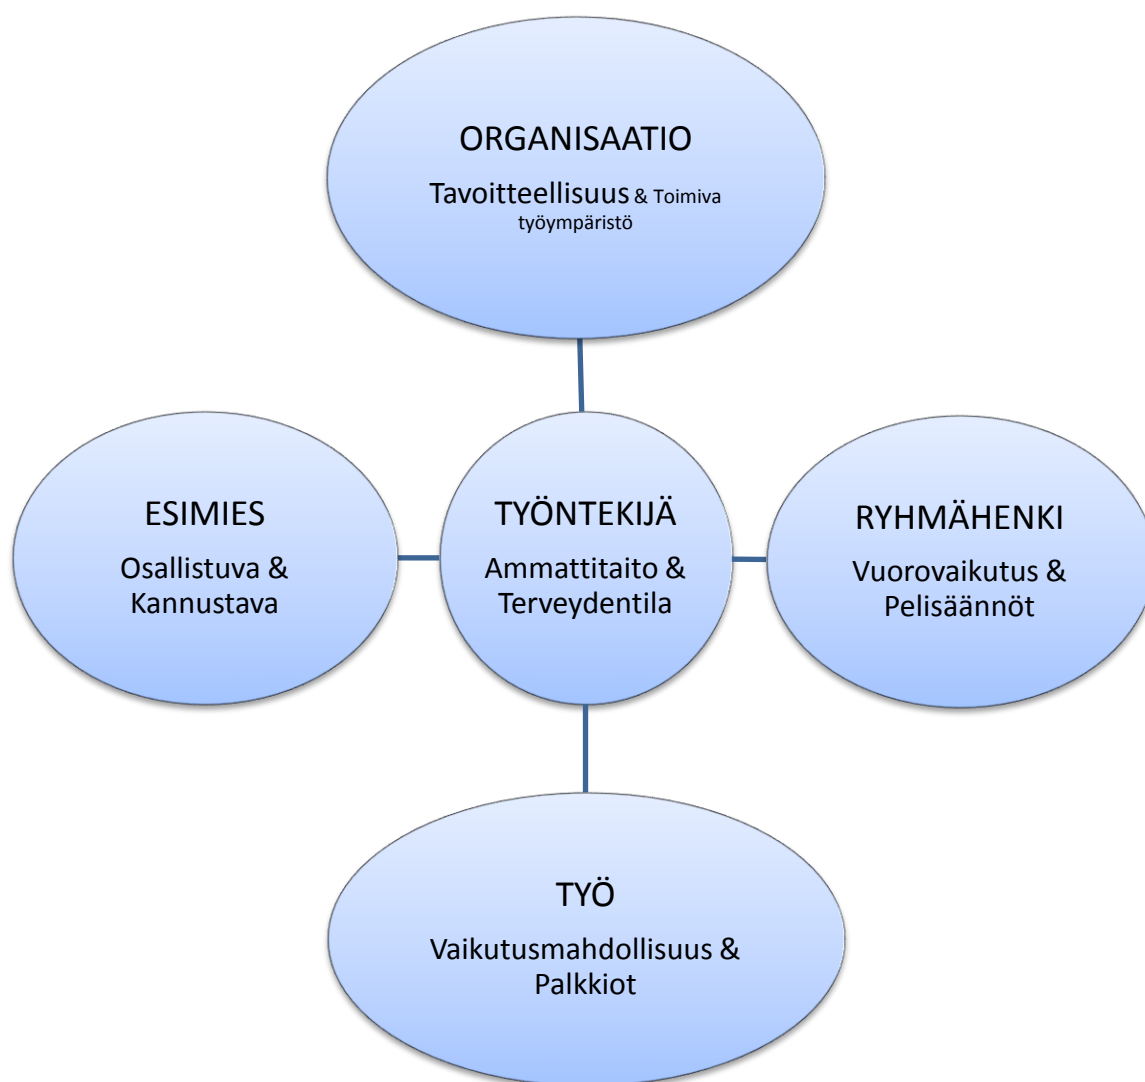 ORGANISAATIO
Tavoitteellisuus & Toimiva
työympäristö
ESIMIES
Osallistuva &
Kannustava
TYÖNTEKIJÄ
Ammattitaito &
Terveydentila
RYHMÄHENKI
Vuorovaikutus &
Pelisäännöt
TYÖ
Vaikutusmahdollisuus &
Palkkiot